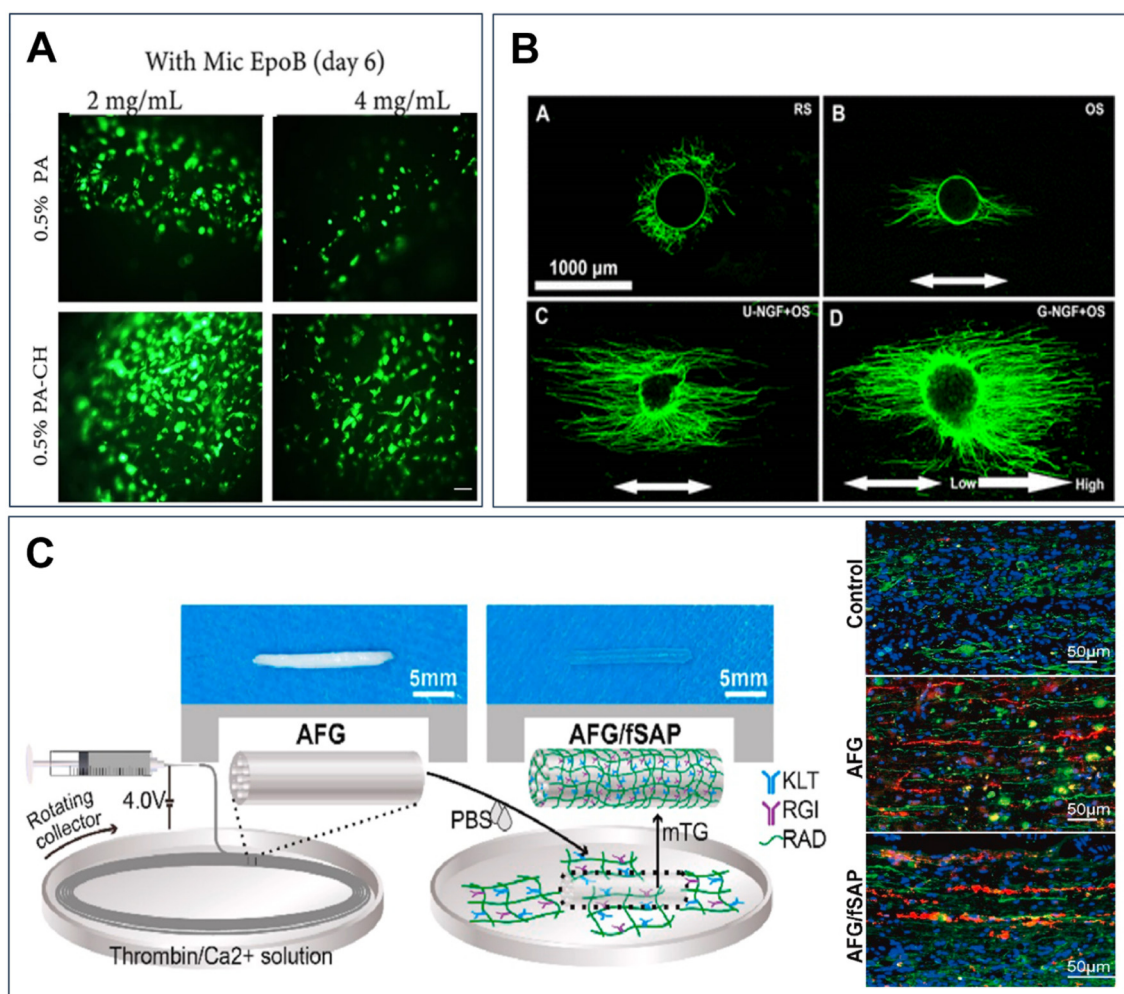 A
With Mic EpoB (day 6)
2 mg/mL
4 mg/mL
0.5% PA
0.5% PA-CH
B
A
RS
B
OS
1000 µm
C
U-NGF+OS
D
G-NGF+OS
Low
High
C
5mm
5mm
AFG
AFG/fSAP
4.0V
Rotating
collector
PBS
mTG
KLT
RGI
RAD
Thrombin/Ca2+ solution
Control
50µm
AFG
50µm
AFG/fSAP
50µm